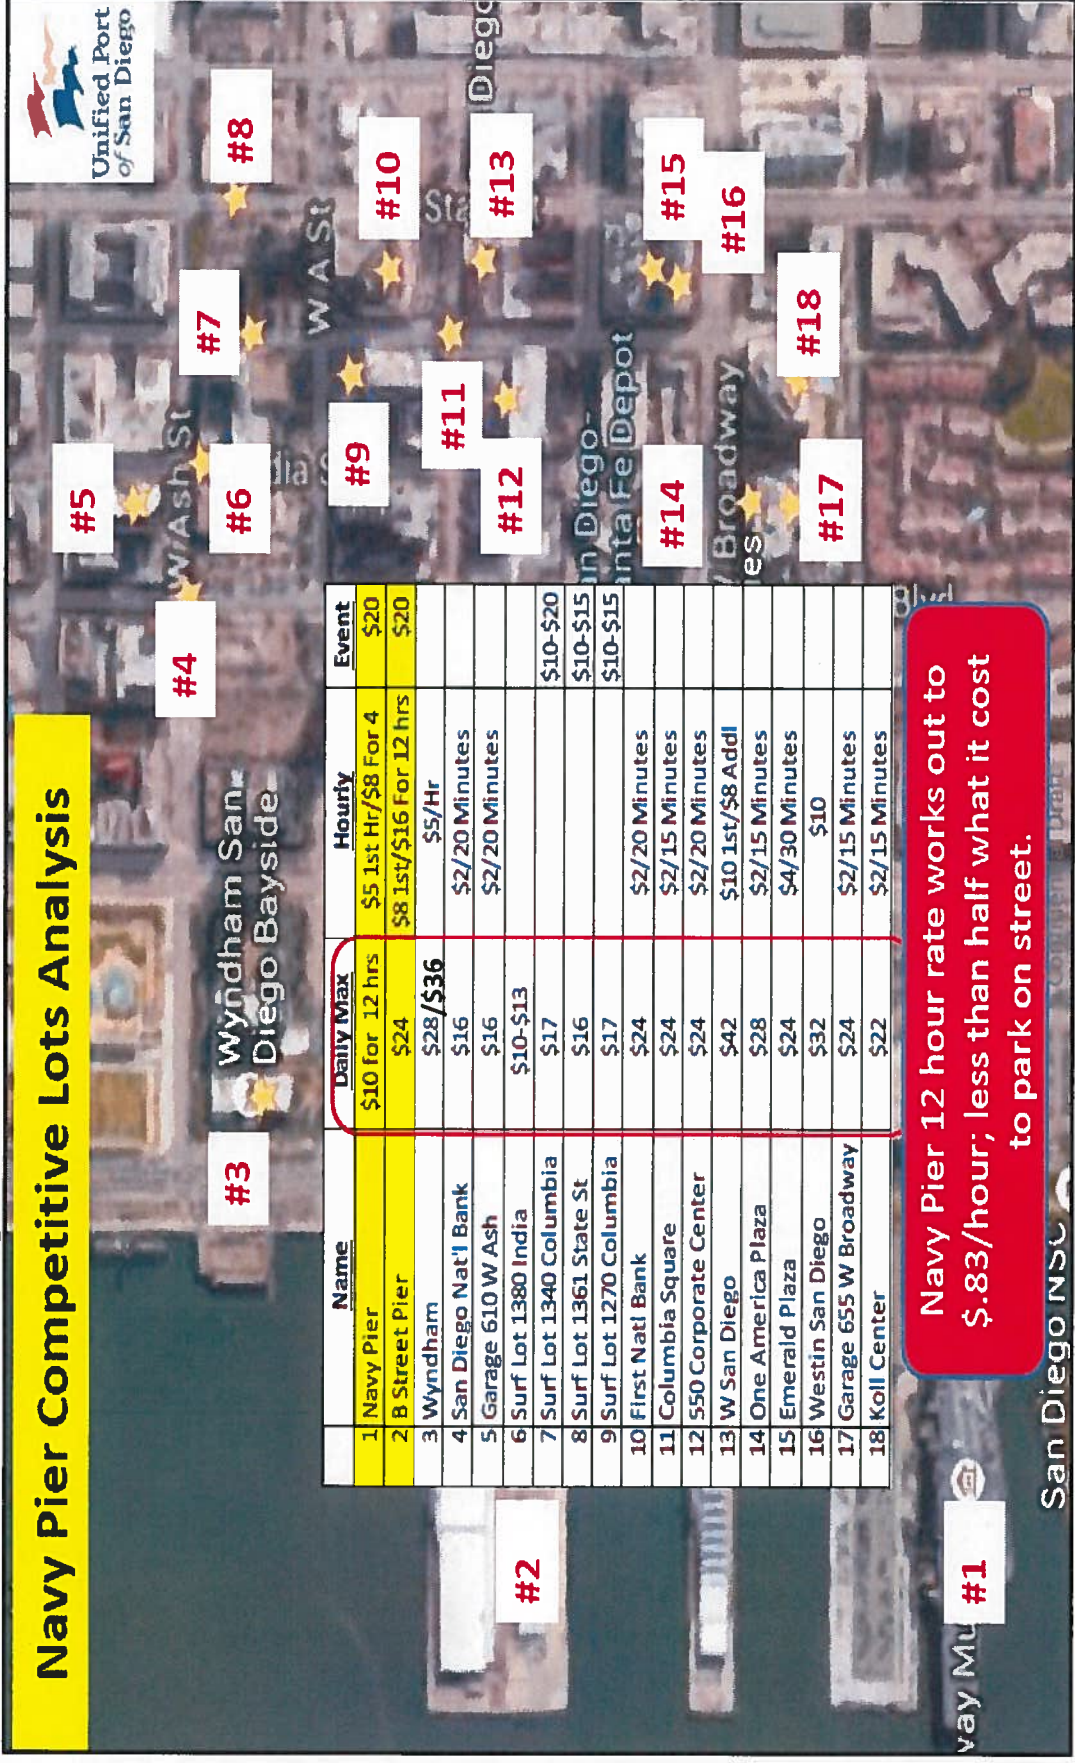 Navy Pier Competitive Lots Analysis
Unified Port
of San Diego
#3
Wyndham San
Diego Bayside
#4
#5
W Ash St
#6
#7
#8
W A St
#9
#10
#11
#12
#13
Diego
#14
#15
#16
Broadway
#17
#18
#2
#1
Name Daily Max Hourly Event
1 Navy Pier $10 for 12 hrs $5 1st Hr/$8 For 4 $20
2 B Street Pier $24 $8 1st/$16 For 12 hrs $20
3 Wyndham $28/$36 $5/Hr
4 San Diego Nat'l Bank $16 $2/20 Minutes
5 Garage 610 W Ash $16 $2/20 Minutes
6 Surf Lot 1380 India $10-$13
7 Surf Lot 1340 Columbia $17 $10-$20
8 Surf Lot 1361 State St $16 $10-$15
9 Surf Lot 1270 Columbia $17 $10-$15
10 First Natl Bank $24 $2/20 Minutes
11 Columbia Square $24 $2/15 Minutes
12 550 Corporate Center $24 $2/20 Minutes
13 W San Diego $42 $10 1st/$8 Addl
14 One America Plaza $28 $2/15 Minutes
15 Emerald Plaza $24 $4/30 Minutes
16 Westin San Diego $32 $10
17 Garage 655 W Broadway $24 $2/15 Minutes
18 Koll Center $22 $2/15 Minutes
Navy Pier 12 hour rate works out to
$.83/hour; less than half what it cost
to park on street.
San Diego NSC